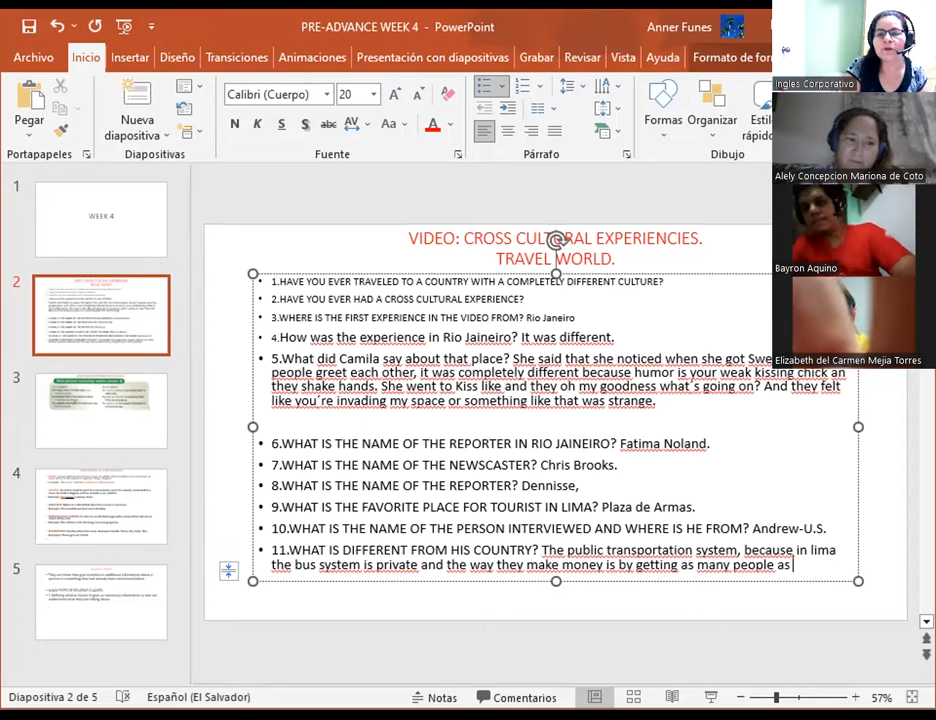 PRE-ADVANCE WEEK 4 - PowerPoint
Anner Funes
Archivo Inicio Insertar Diseño Transiciones Animaciones Presentación con diapositivas Grabar Revisar Vista Ayuda Formato de for
Pegar
Nueva diapositiva
Calibri (Cuerpo) 20
N K S S abc AV Aa A
Formas Organizar Estil rápid
Portapapeles Diapositivas Fuente Párrafo Dibujo
Ingles Corporativo
Alely Concepcion Mariona de Coto
Bayron Aquino
Elizabeth del Carmen Mejia Torres
1
WEEK 4
2
3
4
5
VIDEO: CROSS CULTURAL EXPERIENCES.
TRAVEL WORLD.
• 1.HAVE YOU EVER TRAVELED TO A COUNTRY WITH A COMPLETELY DIFFERENT CULTURE?
• 2.HAVE YOU EVER HAD A CROSS CULTURAL EXPERIENCE?
• 3.WHERE IS THE FIRST EXPERIENCE IN THE VIDEO FROM? Rio Janeiro
• 4.How was the experience in Rio Jaineiro? It was different.
• 5.What did Camila say about that place? She said that she noticed when she got Swe
people greet each other, it was completely different because humor is your weak kissing chick an
they shake hands. She went to Kiss like and they oh my goodness what´s going on? And they felt
like you´re invading my space or something like that was strange.
• 6.WHAT IS THE NAME OF THE REPORTER IN RIO JAINEIRO? Fatima Noland.
• 7.WHAT IS THE NAME OF THE NEWSCASTER? Chris Brooks.
• 8.WHAT IS THE NAME OF THE REPORTER? Dennisse,
• 9.WHAT IS THE FAVORITE PLACE FOR TOURIST IN LIMA? Plaza de Armas.
• 10.WHAT IS THE NAME OF THE PERSON INTERVIEWED AND WHERE IS HE FROM? Andrew-U.S.
• 11.WHAT IS DIFFERENT FROM HIS COUNTRY? The public transportation system, because in lima
the bus system is private and the way they make money is by getting as many people as
Diapositiva 2 de 5 Español (El Salvador) Notas Comentarios 57%